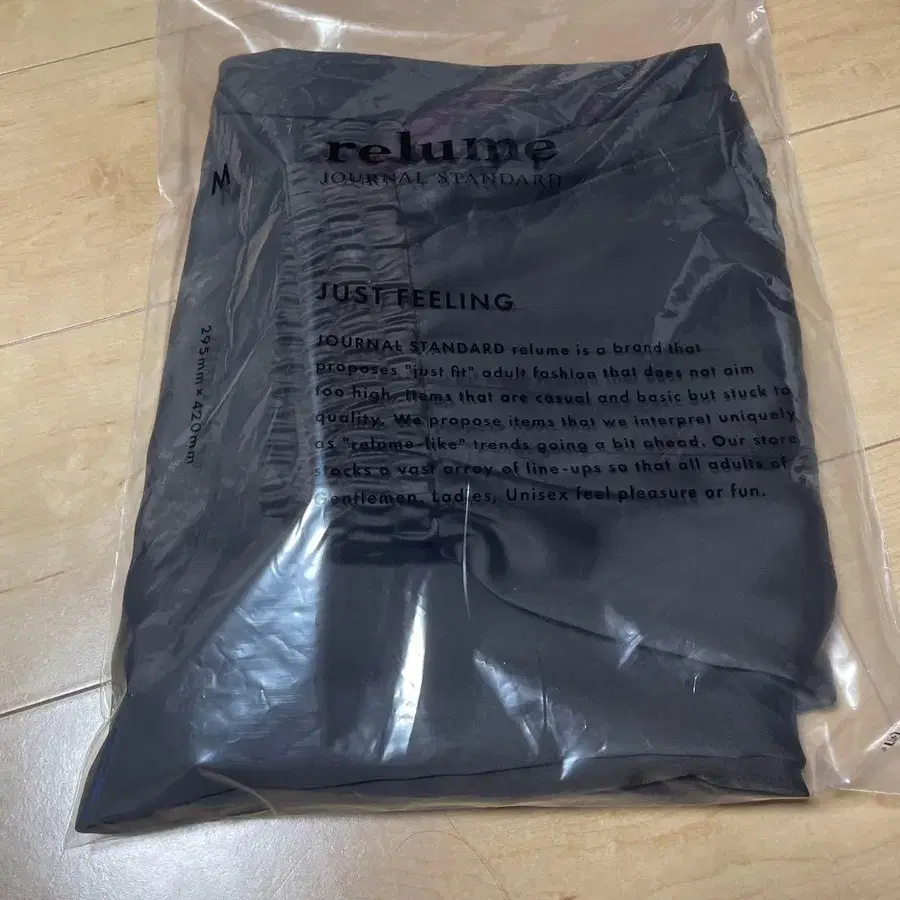 relume
JOURNAL STANDARD
M
JUST FEELING
295mm×420mm
JOURNAL STANDARD relume is a brand that
proposes "just fit" adult fashion that does not aim
too high. Items that are casual and basic but stuck to
quality. We propose items that we interpret uniquely
as "relume-like" trends going a bit ahead. Our store
stocks a vast array of line-ups so that all adults of
Gentlemen, Ladies, Unisex feel pleasure or fun.